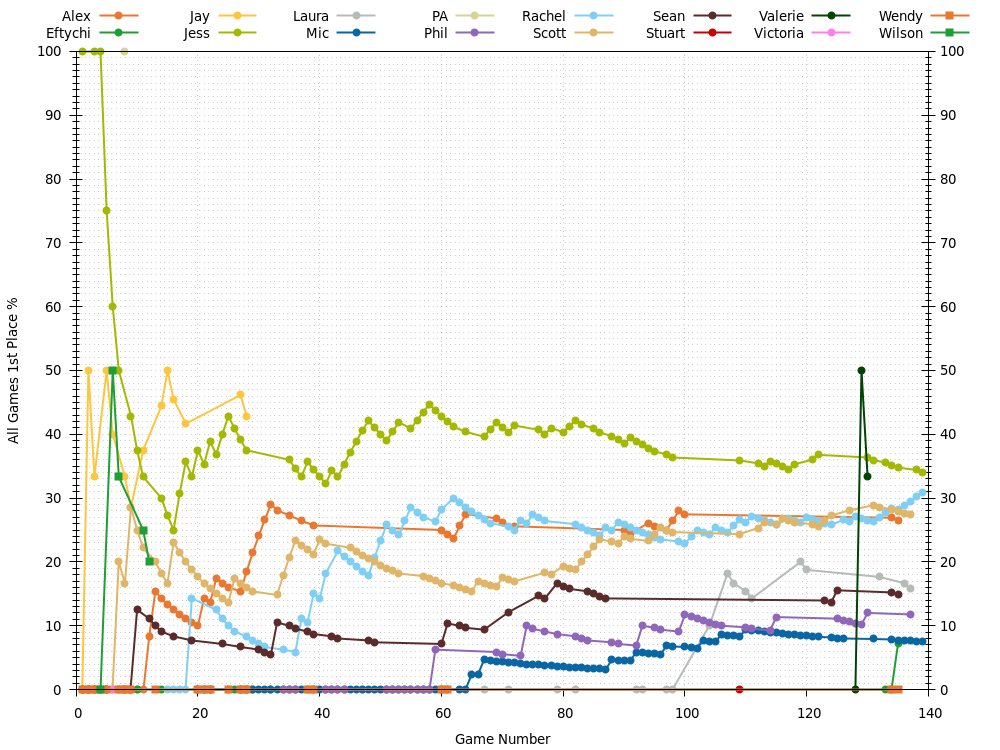 Alex Jay Laura PA Rachel Sean Valerie Wendy
Eftychi Jess Mic Phil Scott Stuart Victoria Wilson
100 100
90 90
80 80
70 70
60 60
50 50
40 40
30 30
20 20
10 10
0 0
0 20 40 60 80 100 120 140
All Games 1st Place %
Game Number